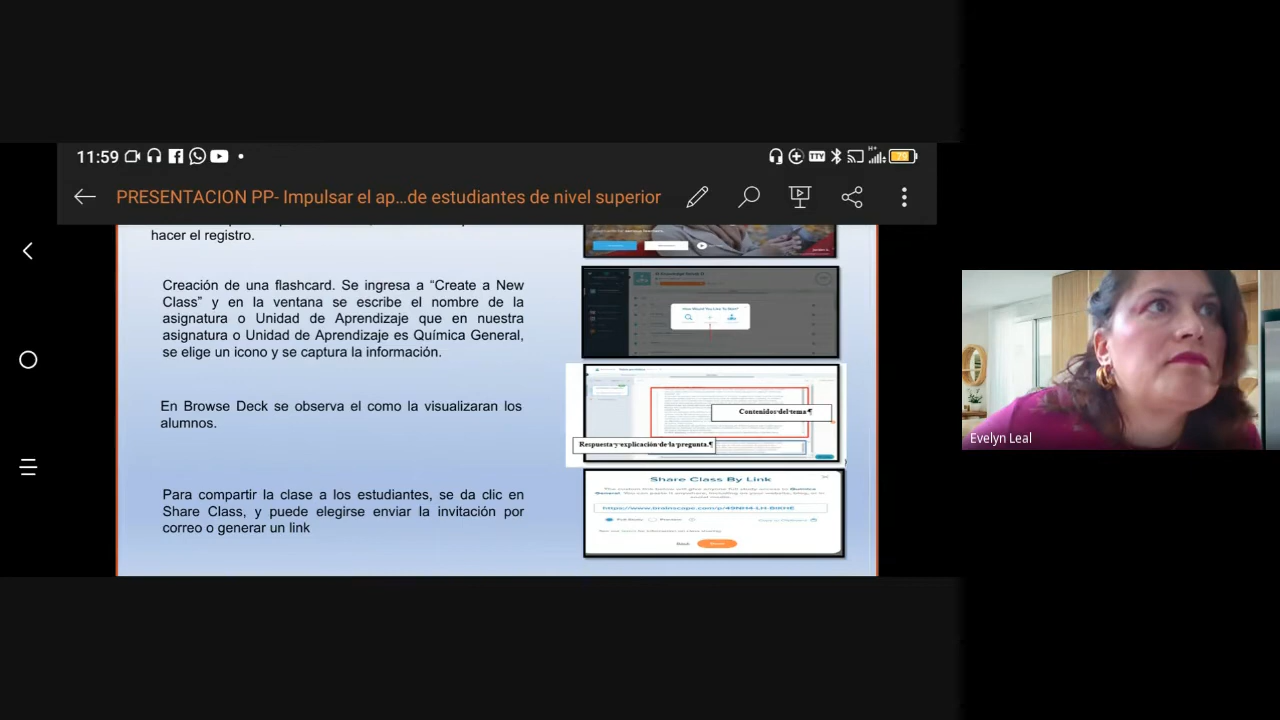 11:59
PRESENTACION PP- Impulsar el ap...de estudiantes de nivel superior
hacer el registro.
Creación de una flashcard. Se ingresa a “Create a New
Class” y en la ventana se escribe el nombre de la
asignatura o Unidad de Aprendizaje que en nuestra
asignatura o Unidad de Aprendizaje es Química General,
se elige un icono y se captura la información.
En Browse Deck se observa el como la visualizaran los
alumnos.
Para compartir la clase a los estudiantes, se da clic en
Share Class, y puede elegirse enviar la invitación por
correo o generar un link
Contenidos·del·tema·¶
Respuesta·y·explicación·de·la·pregunta.¶
Share Class By Link
Evelyn Leal